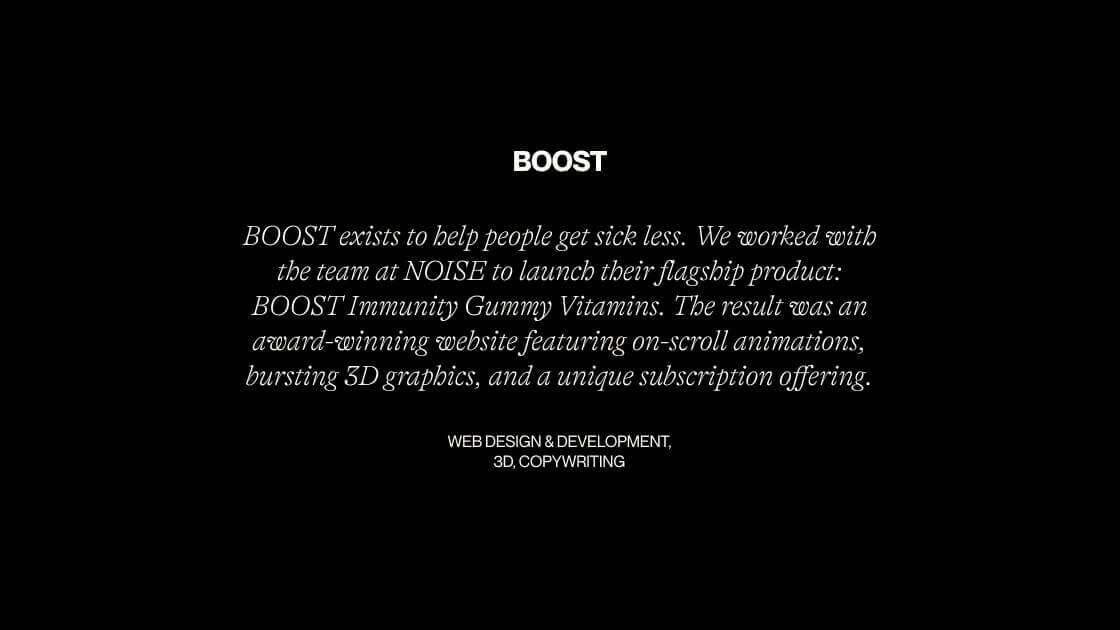 BOOST
BOOST exists to help people get sick less. We worked with
the team at NOISE to launch their flagship product:
BOOST Immunity Gummy Vitamins. The result was an
award-winning website featuring on-scroll animations,
bursting 3D graphics, and a unique subscription offering.
WEB DESIGN & DEVELOPMENT,
3D, COPYWRITING